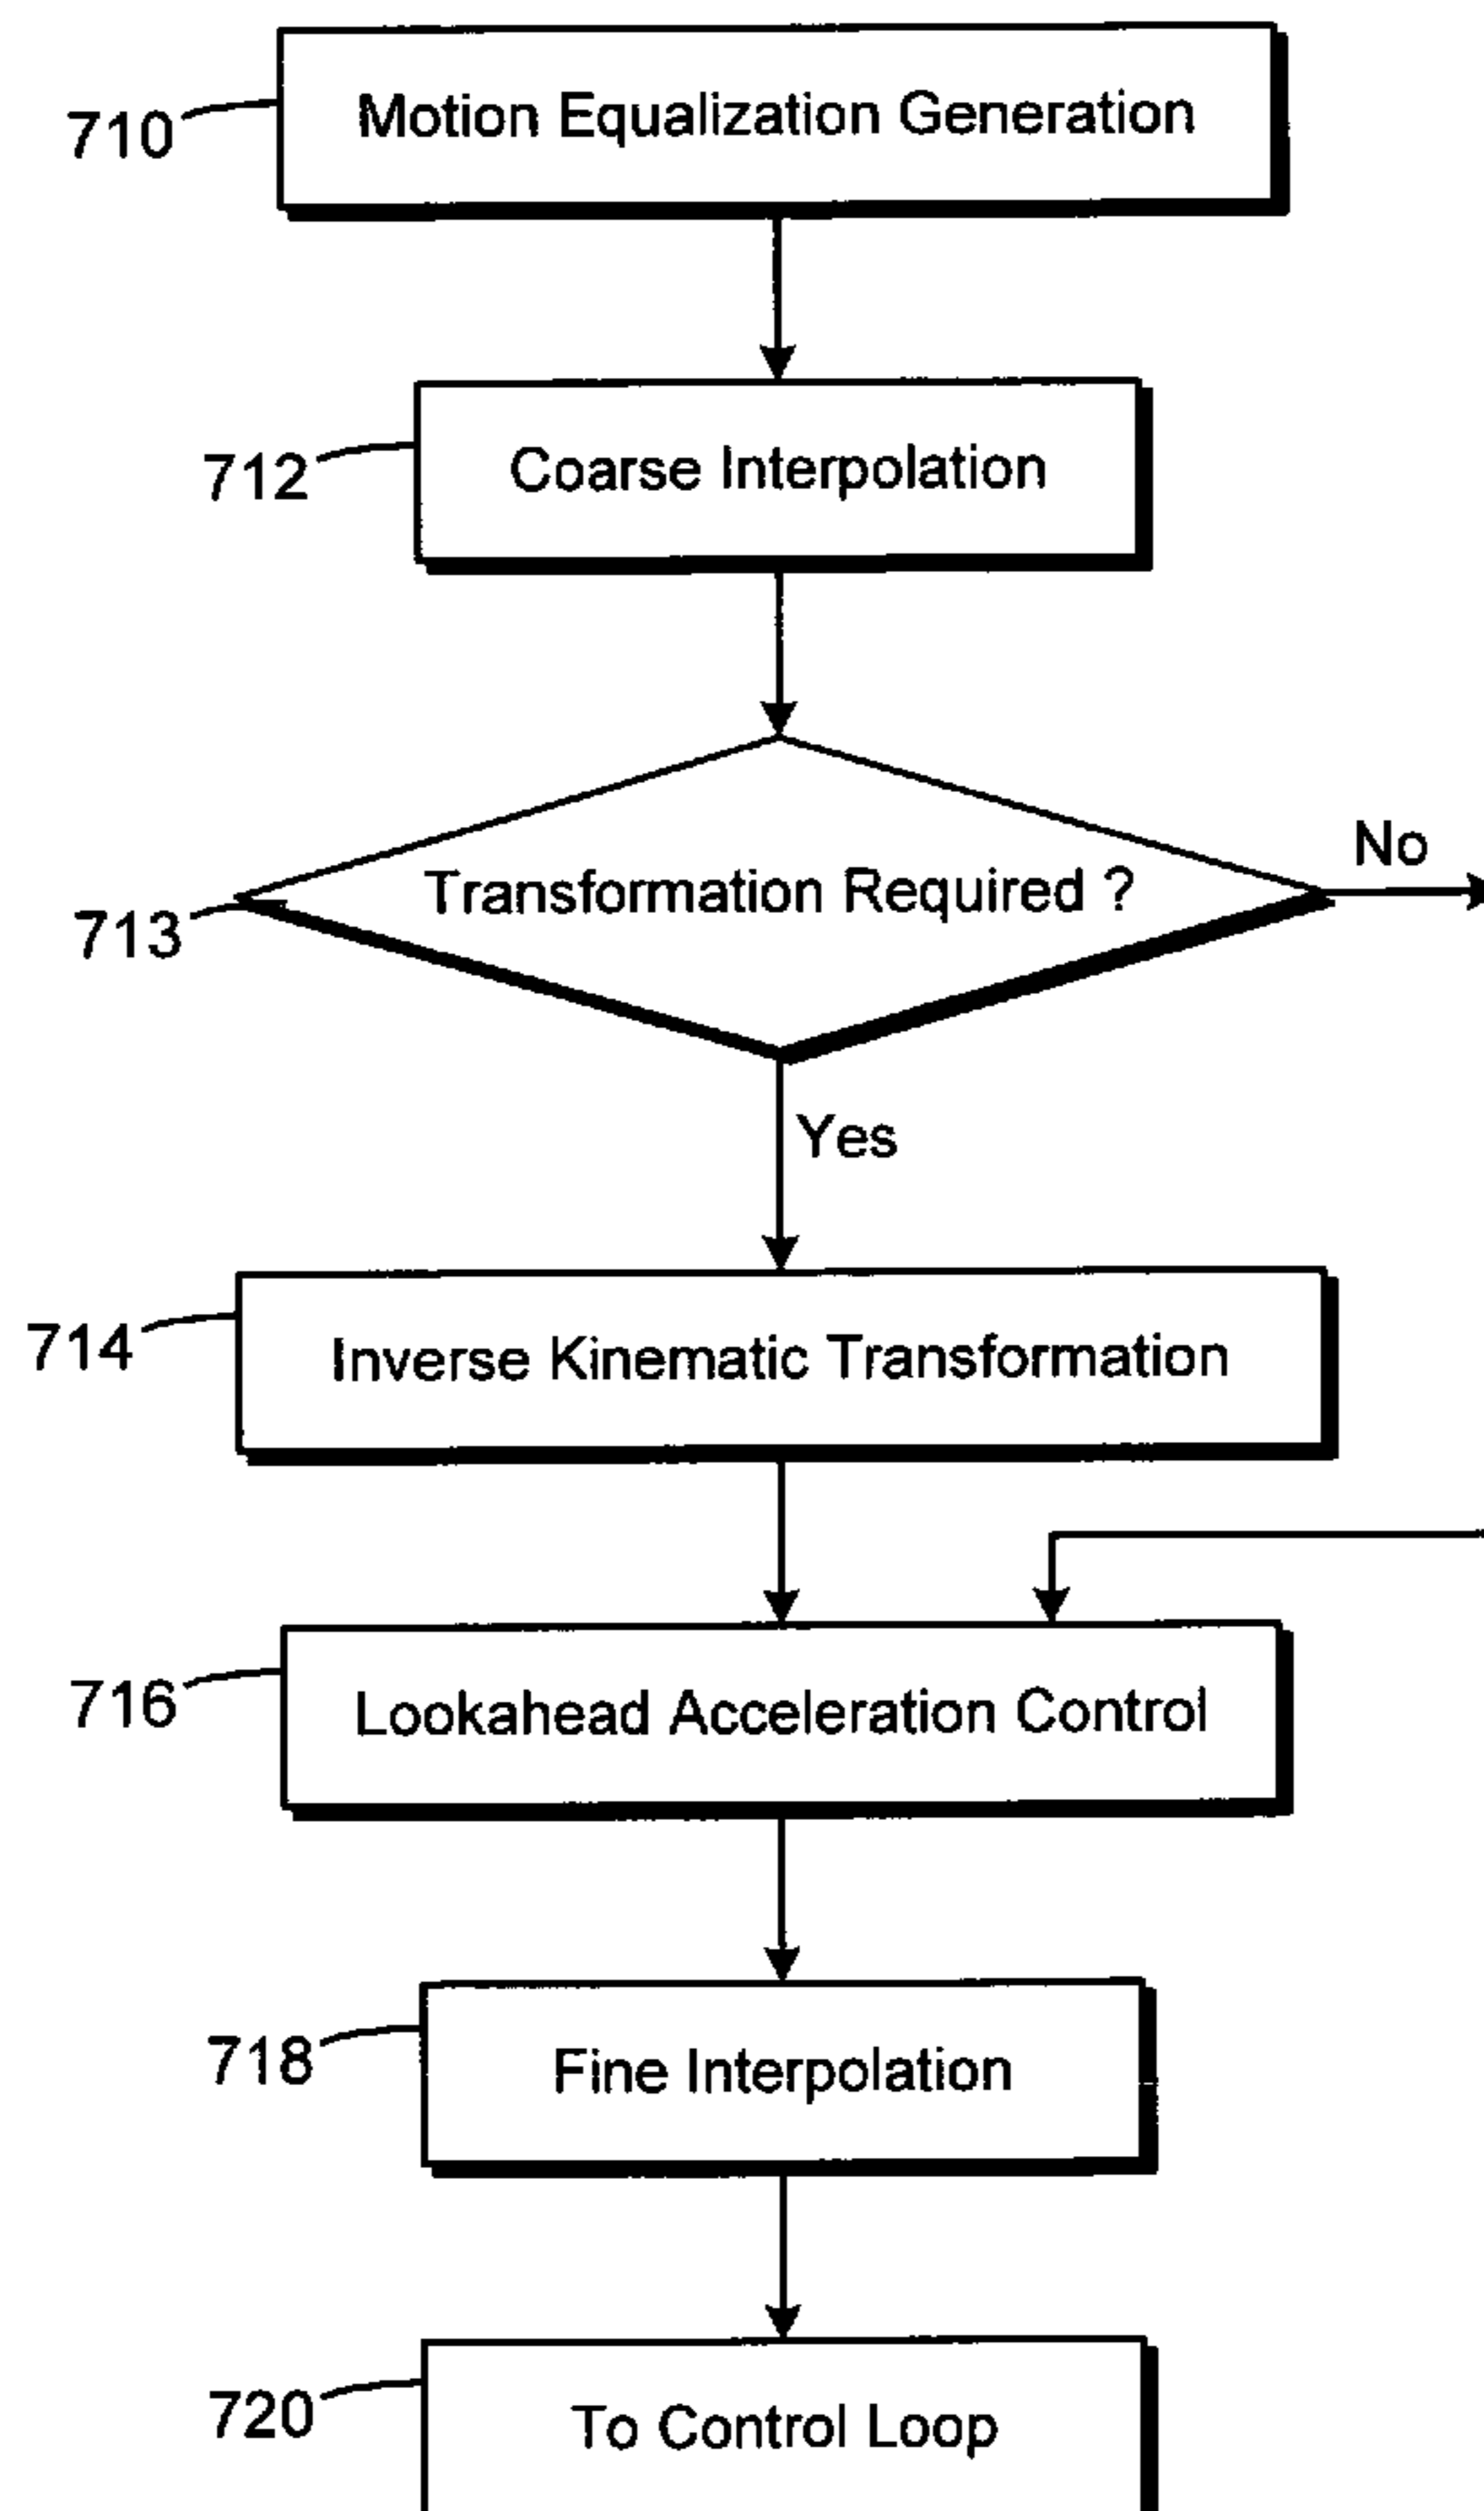 710
Motion Equalization Generation
712
Coarse Interpolation
713
Transformation Required ?
No
Yes
714
Inverse Kinematic Transformation
716
Lookahead Acceleration Control
718
Fine Interpolation
720
To Control Loop